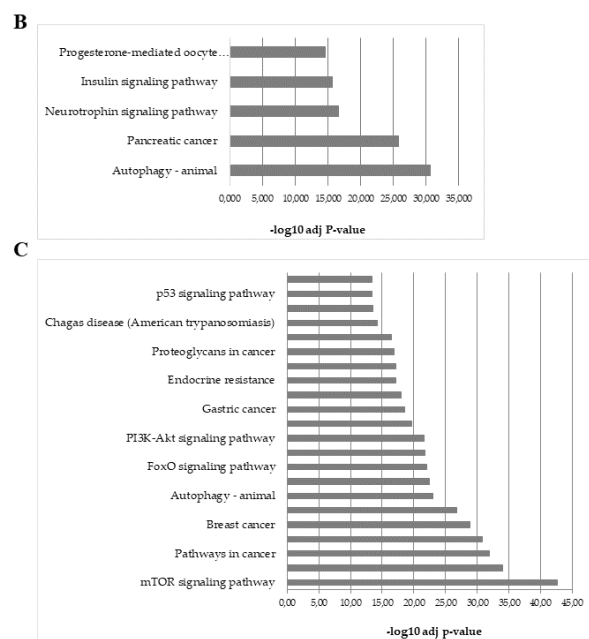 B
Progesterone-mediated oocyte…
Insulin signaling pathway
Neurotrophin signaling pathway
Pancreatic cancer
Autophagy - animal
0,000 5,000 10,000 15,000 20,000 25,000 30,000 35,000
-log10 adj P-value
C
p53 signaling pathway
Chagas disease (American trypanosomiasis)
Proteoglycans in cancer
Endocrine resistance
Gastric cancer
PI3K-Akt signaling pathway
FoxO signaling pathway
Autophagy - animal
Breast cancer
Pathways in cancer
mTOR signaling pathway
0,00 5,00 10,00 15,00 20,00 25,00 30,00 35,00 40,00 45,00
-log10 adj p-value